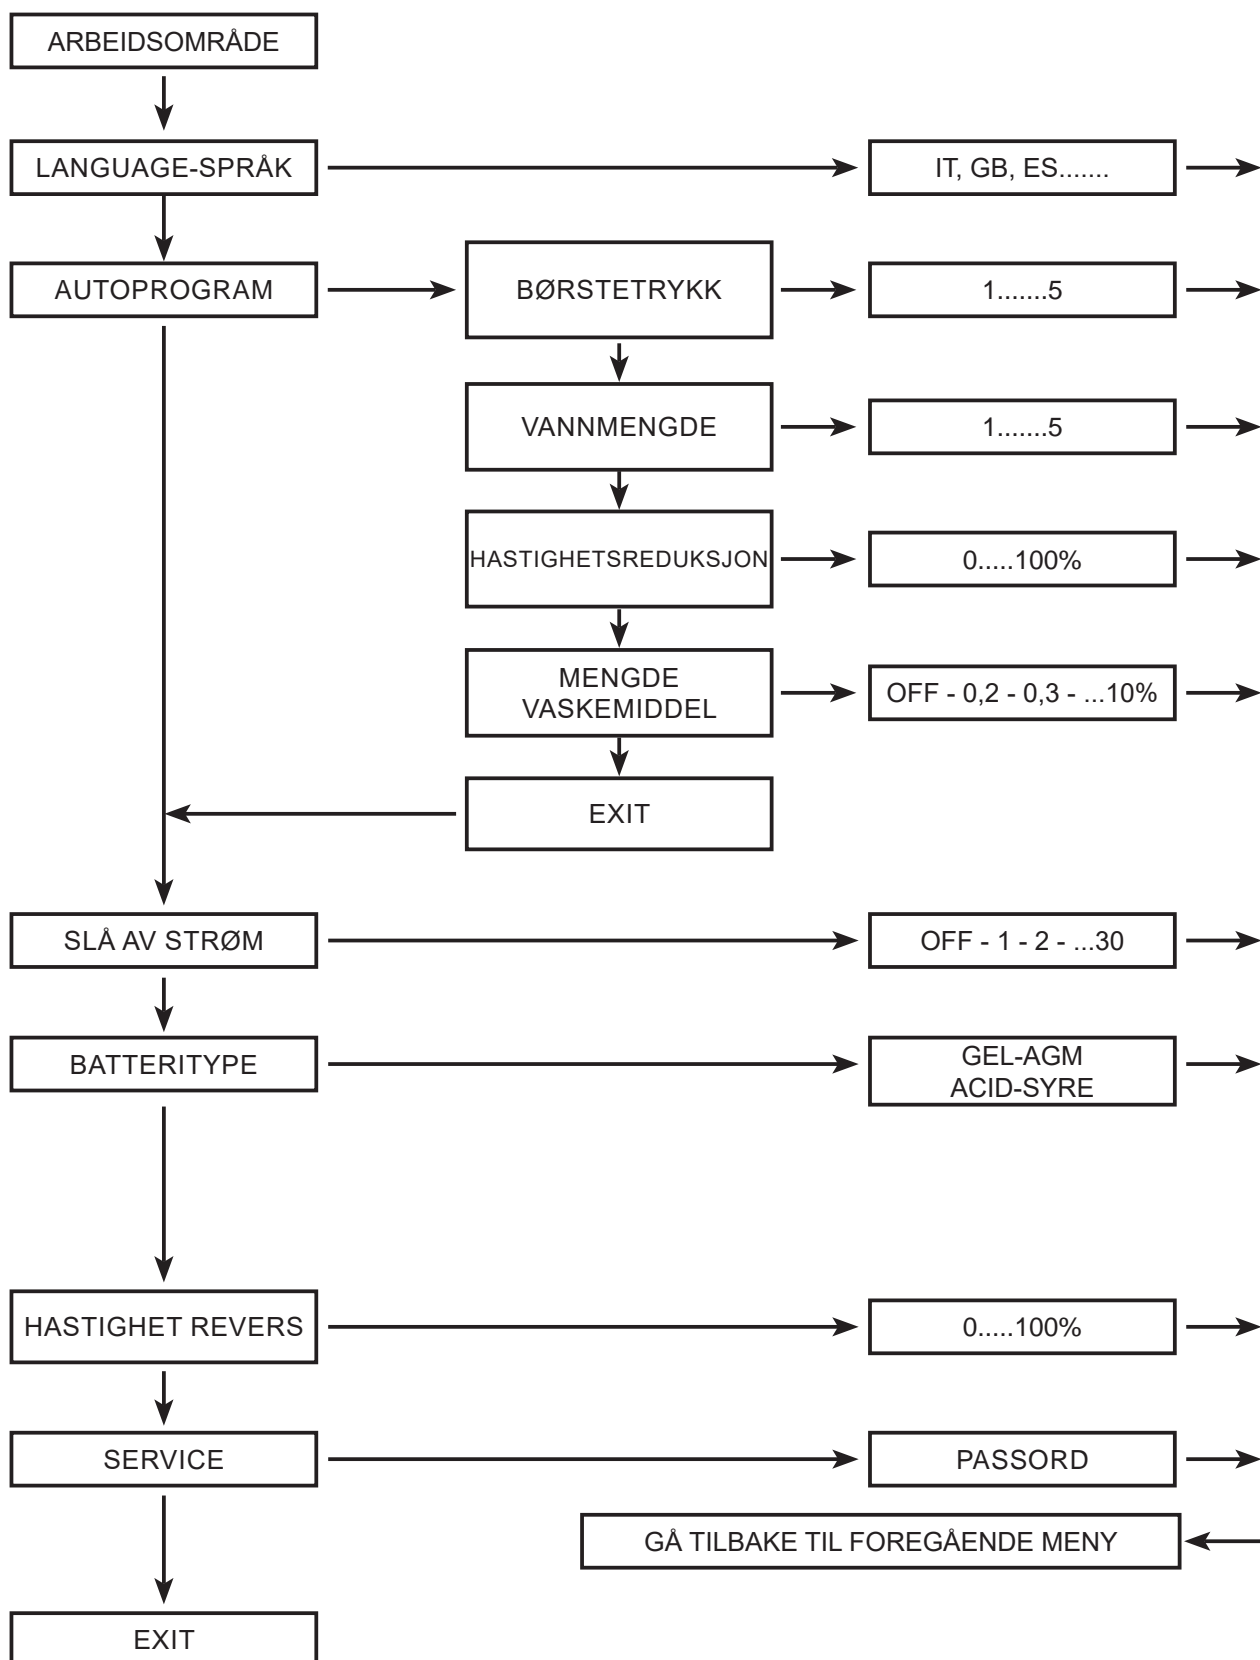 ARBEIDSOMRÅDE
LANGUAGE-SPRÅK
IT, GB, ES.......
AUTOPROGRAM
BØRSTETRYKK
1.......5
VANNMENGDE
1.......5
HASTIGHETSREDUKSJON
0.....100%
MENGDE
VASKEMIDDEL
OFF - 0,2 - 0,3 - ...10%
EXIT
SLÅ AV STRØM
OFF - 1 - 2 - ...30
BATTERITYPE
GEL-AGM
ACID-SYRE
HASTIGHET REVERS
0.....100%
SERVICE
PASSORD
GÅ TILBAKE TIL FOREGÅENDE MENY
EXIT